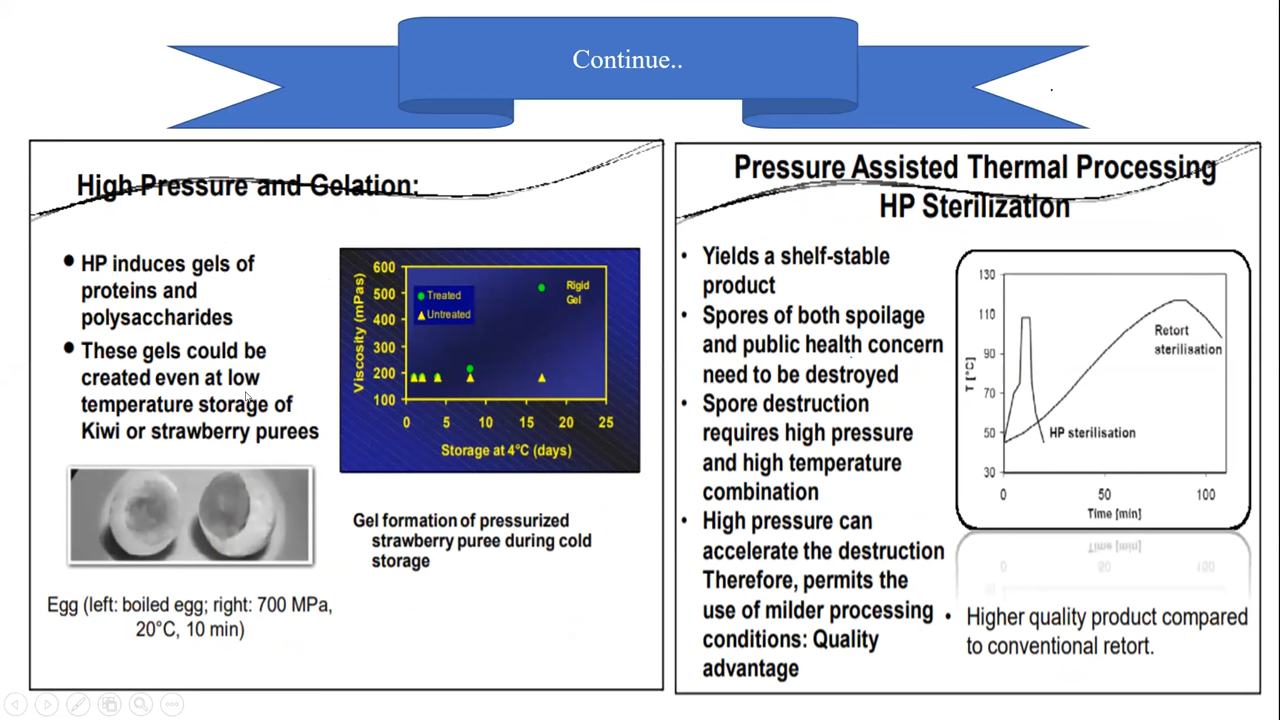 Continue..
High Pressure and Gelation:
● HP induces gels of
proteins and
polysaccharides
● These gels could be
created even at low
temperature storage of
Kiwi or strawberry purees
Egg (left: boiled egg; right: 700 MPa,
20°C, 10 min)
600
500
400
300
200
100
Viscosity (mPas)
Treated
Untreated
Rigid
Gel
0 5 10 15 20 25
Storage at 4°C (days)
Gel formation of pressurized
strawberry puree during cold
storage
Pressure Assisted Thermal Processing
HP Sterilization
• Yields a shelf-stable
product
• Spores of both spoilage
and public health concern
need to be destroyed
• Spore destruction
requires high pressure
and high temperature
combination
• High pressure can
accelerate the destruction
Therefore, permits the
use of milder processing
conditions: Quality
advantage
130
110
90
70
50
30
T [°C]
Retort
sterilisation
HP sterilisation
0 50 100
Time [min]
• Higher quality product compared
to conventional retort.